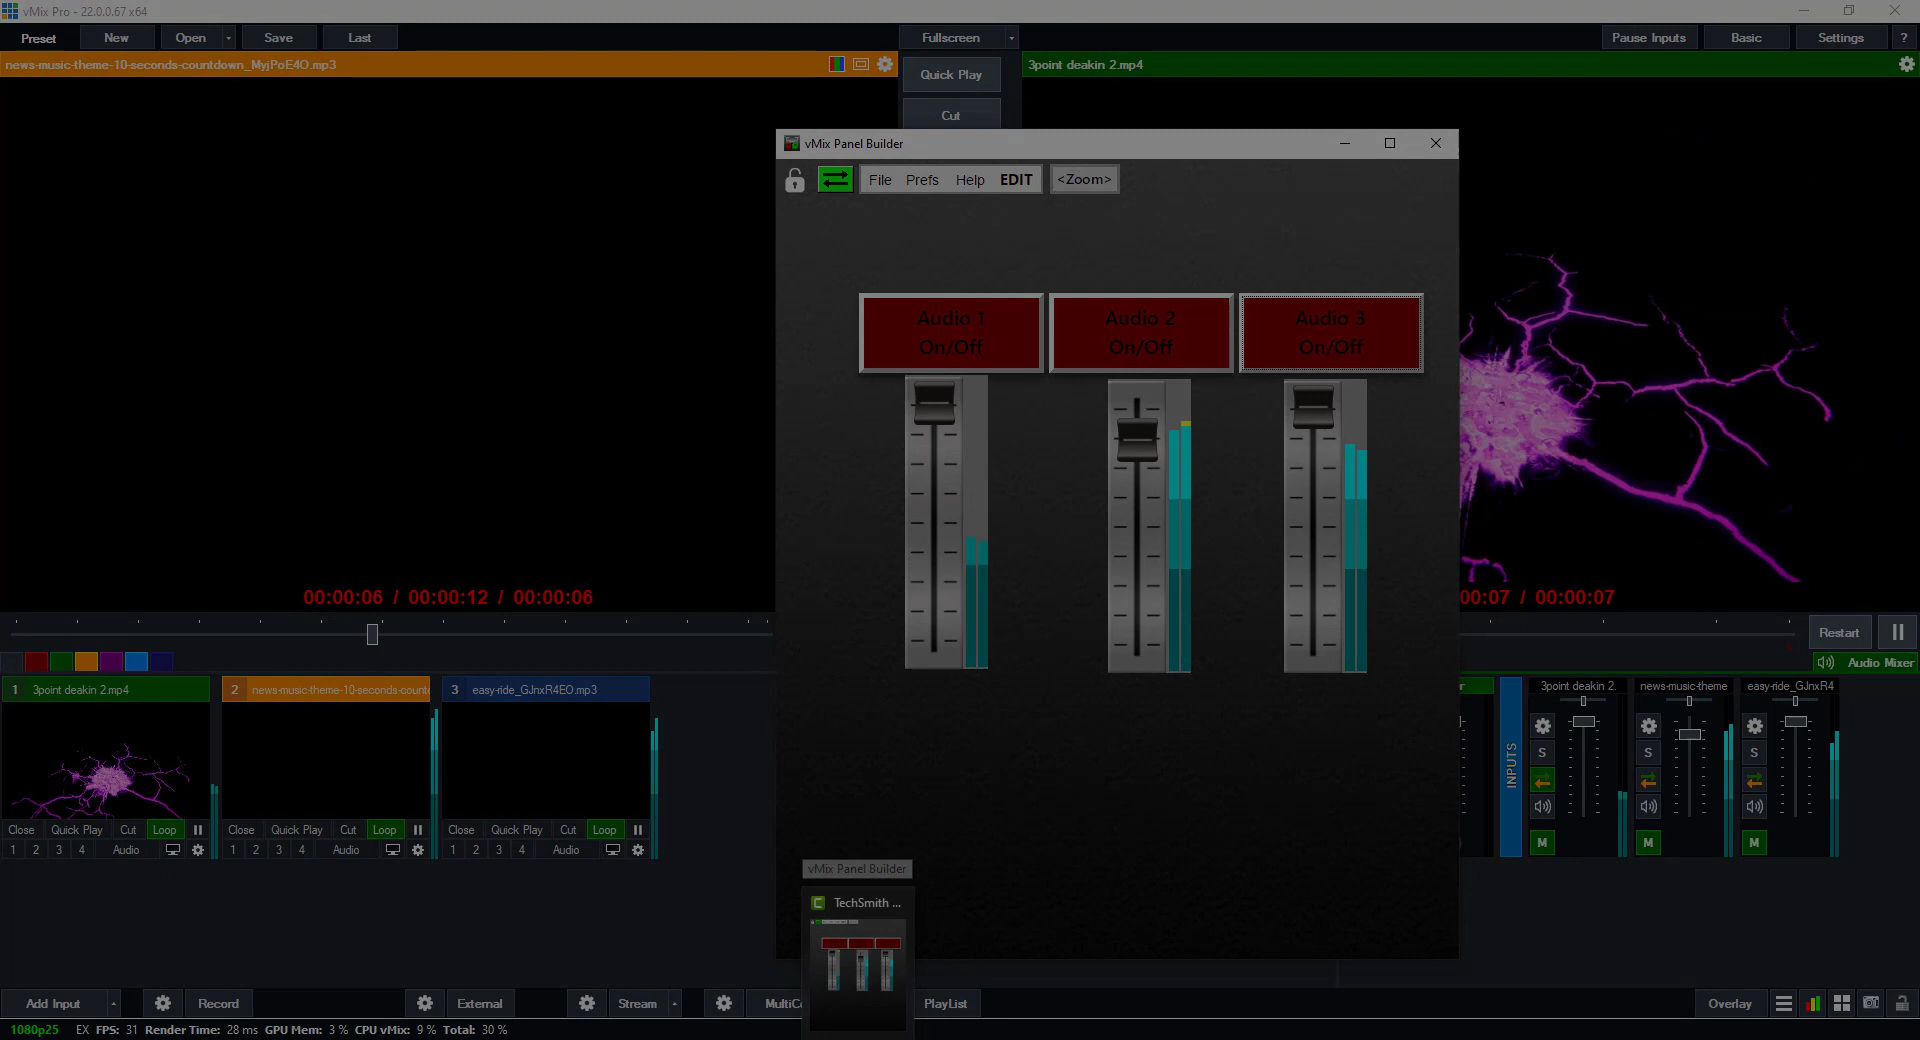 vMix Pro - 22.0.0.67 x64
Preset New Open Save Last Fullscreen Pause Inputs Basic Settings ?
news-music-theme-10-seconds-countdown_MyjPoE4O.mp3
Quick Play
3point deakin 2.mp4
Cut
vMix Panel Builder
File Prefs Help EDIT <Zoom>
Audio 1
On/Off
Audio 2
On/Off
Audio 3
On/Off
00:00:06 / 00:00:12 / 00:00:06
00:07 / 00:00:07
Restart
Audio Mixer
1 3point deakin 2.mp4
2 news-music-theme-10-seconds-count
3 easy-ride_GJnxR4EO.mp3
3point deakin 2. news-music-theme easy-ride_GJnxR4
INPUTS
S S S
M M M
Close Quick Play Cut Loop
Close Quick Play Cut Loop
Close Quick Play Cut Loop
1 2 3 4 Audio
1 2 3 4 Audio
1 2 3 4 Audio
vMix Panel Builder
TechSmith ...
Add Input Record External Stream MultiCo PlayList Overlay
1080p25 EX FPS: 31 Render Time: 28 ms GPU Mem: 3 % CPU vMix: 9 % Total: 30 %